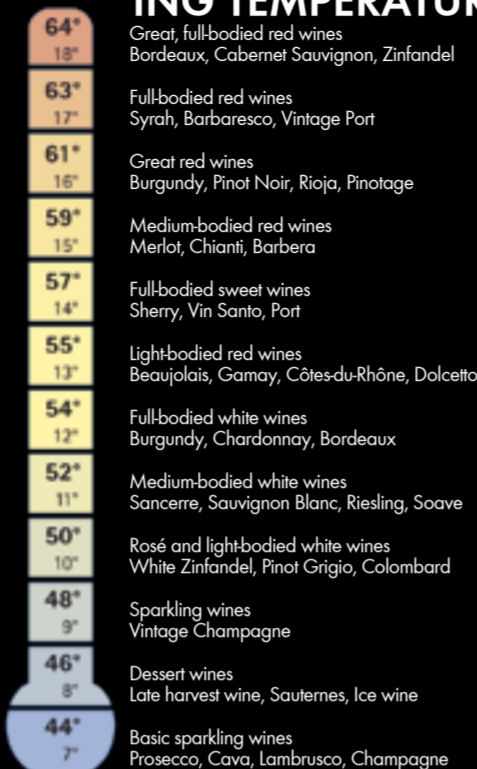 ING TEMPERATUR
64°
18°
Great, full-bodied red wines
Bordeaux, Cabernet Sauvignon, Zinfandel
63°
17°
Full-bodied red wines
Syrah, Barbaresco, Vintage Port
61°
16°
Great red wines
Burgundy, Pinot Noir, Rioja, Pinotage
59°
15°
Medium-bodied red wines
Merlot, Chianti, Barbera
57°
14°
Full-bodied sweet wines
Sherry, Vin Santo, Port
55°
13°
Light-bodied red wines
Beaujolais, Gamay, Côtes-du-Rhône, Dolcetto
54°
12°
Full-bodied white wines
Burgundy, Chardonnay, Bordeaux
52°
11°
Medium-bodied white wines
Sancerre, Sauvignon Blanc, Riesling, Soave
50°
10°
Rosé and light-bodied white wines
White Zinfandel, Pinot Grigio, Colombard
48°
9°
Sparkling wines
Vintage Champagne
46°
8°
Dessert wines
Late harvest wine, Sauternes, Ice wine
44°
7°
Basic sparkling wines
Prosecco, Cava, Lambrusco, Champagne